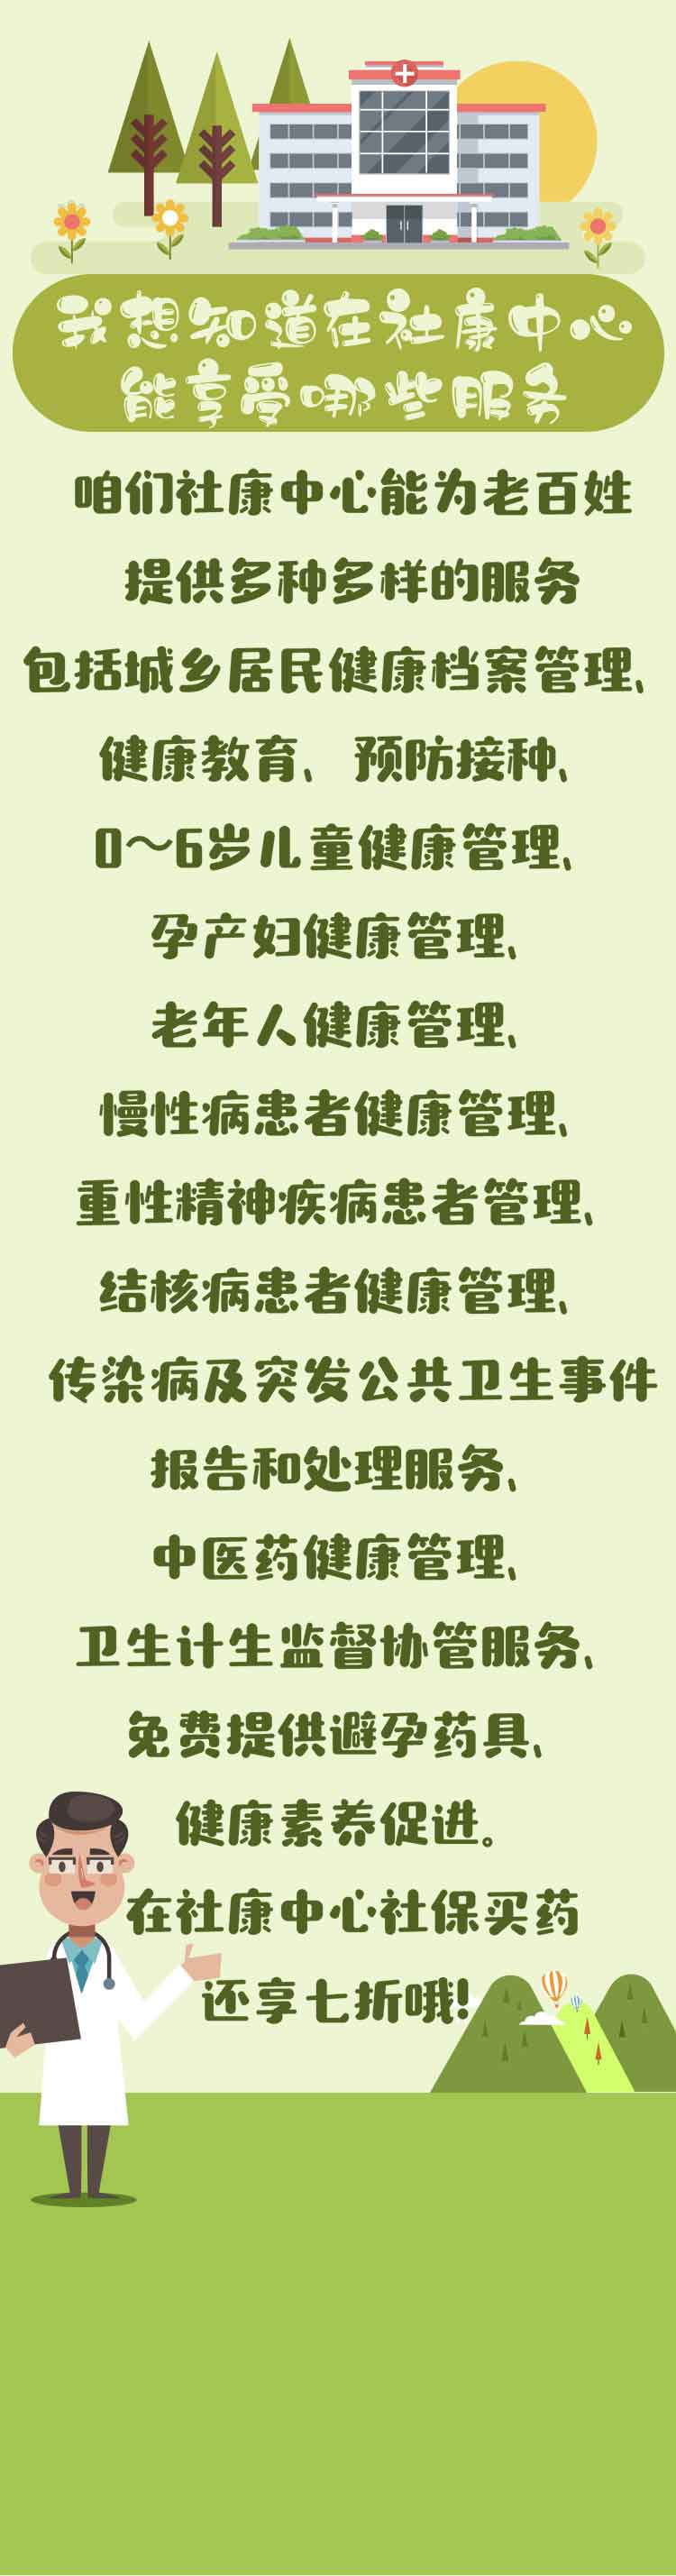 我想知道在社康中心
能享受哪些服务
咱们社康中心能为老百姓
提供多种多样的服务
包括城乡居民健康档案管理、
健康教育、预防接种、
0～6岁儿童健康管理、
孕产妇健康管理、
老年人健康管理、
慢性病患者健康管理、
重性精神疾病患者管理、
结核病患者健康管理、
传染病及突发公共卫生事件
报告和处理服务、
中医药健康管理、
卫生计生监督协管服务、
免费提供避孕药具、
健康素养促进。
在社康中心社保买药
还享七折哦!